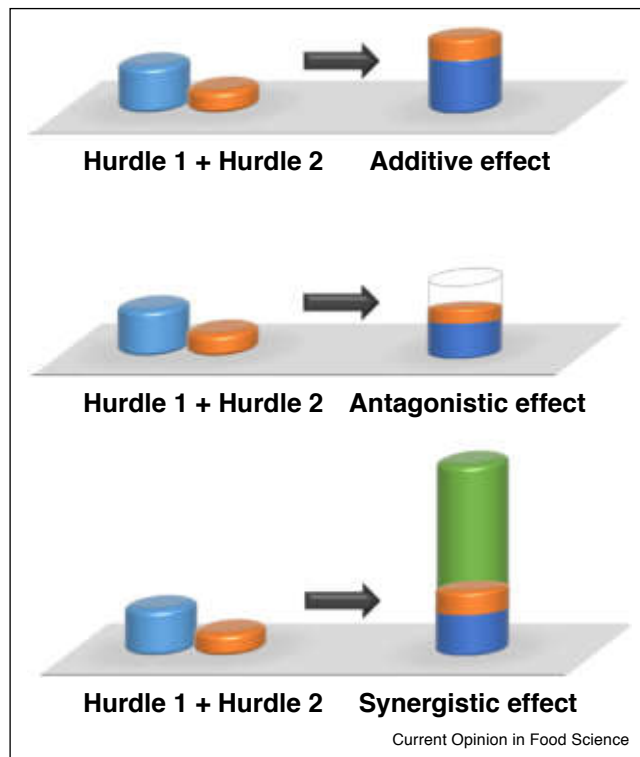 Hurdle 1 + Hurdle 2 Additive effect
Hurdle 1 + Hurdle 2 Antagonistic effect
Hurdle 1 + Hurdle 2 Synergistic effect
Current Opinion in Food Science